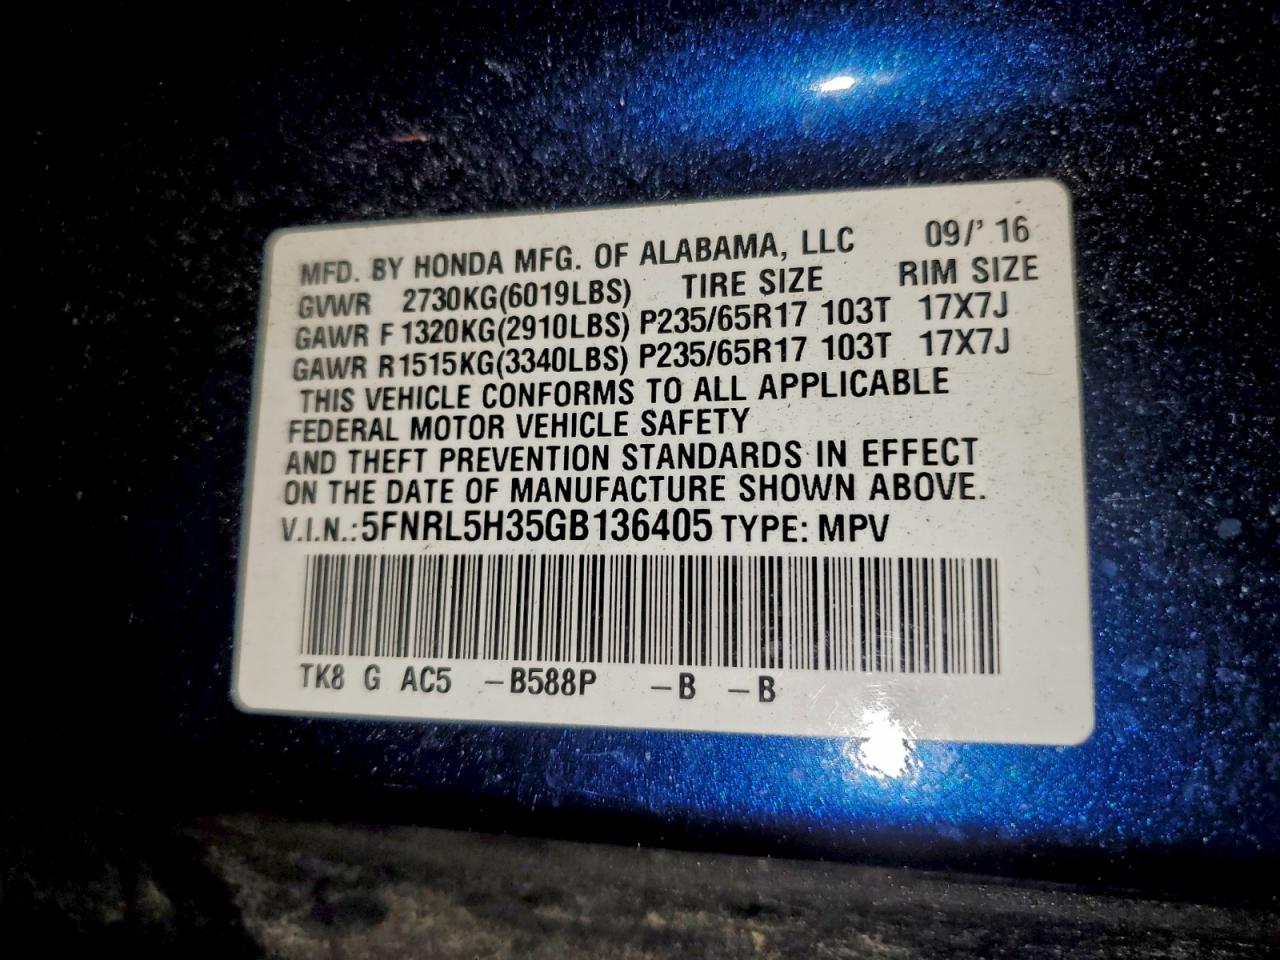 MFD. BY HONDA MFG. OF ALABAMA, LLC 09/' 16
GVWR 2730KG(6019LBS) TIRE SIZE RIM SIZE
GAWR F 1320KG(2910LBS) P235/65R17 103T 17X7J
GAWR R1515KG(3340LBS) P235/65R17 103T 17X7J
THIS VEHICLE CONFORMS TO ALL APPLICABLE
FEDERAL MOTOR VEHICLE SAFETY
AND THEFT PREVENTION STANDARDS IN EFFECT
ON THE DATE OF MANUFACTURE SHOWN ABOVE.
V.I.N.:5FNRL5H35GB136405 TYPE: MPV
TK8 G AC5 -B588P -B -B